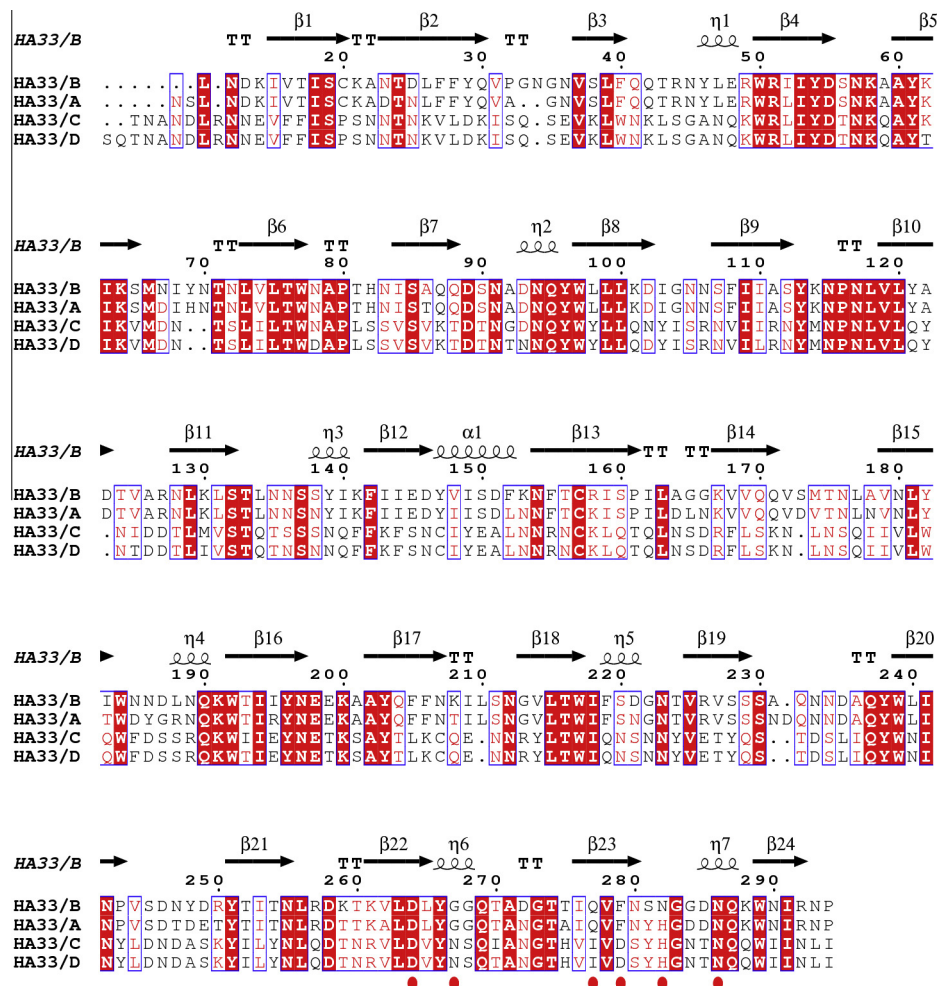 β1 β2 β3 η1 β4 β5
HA33/B TT TT TT
20 30 40 50 60
HA33/B ......L.NDKIVTISCKANTDLFFYQVPGNGNVSLFQQTRNYLERWRIIYDSNKAAYK
HA33/A .....NSL.NDKIVTISCKADTNLFFYQVA..GNVSLFQQTRNYLERWRLIYDSNKAAYK
HA33/C ..TNANDLRNNEVFFISPSNNTNKVLDKISQ.SEVKLWNKLSGANQKWRLIYDTNKQAYK
HA33/D SQTNANDLRNNEVFFISPSNNTNKVLDKISQ.SEVKLWNKLSGANQKWRLIYDTNKQAYT
β6 β7 η2 β8 β9 β10
HA33/B TT TT TT
70 80 90 100 110 120
HA33/B IKSMNIYNTNLVLTWNAPTHNISAQQDSNADNQYWLLLKDIGNNSFIIASYKNPNLVLYA
HA33/A IKSMDIHNTNLVLTWNAPTHNISTQQDSNADNQYWLLLKDIGNNSFIIASYKNPNLVLYA
HA33/C IKVMDN..TSLILTWNAPLSSVSVKTDTNGDNQYWYLLQNYISRNVIIRNYMNPNLVLQY
HA33/D IKVMDN..TSLILTWDAPLSSVSVKTDTNTNNQYWYLLQDYISRNVILRNYMNPNLVLQY
β11 η3 β12 α1 β13 β14 β15
HA33/B TT TT
130 140 150 160 170 180
HA33/B DTVARNLKLSTLNNSSYIKFIIEDYVISDFKNFTCRISPILAGGKVVQQVSMTNLAVNLY
HA33/A DTVARNLKLSTLNNSNYIKFIIEDYIISDLNNFTCKISPILDLNKVVQQVDVTNLNVNLY
HA33/C .NIDDTLMVSTQTSSNNQFFKFSNCIYEALNNRNCKLQTQLNSDRFLSKN.LNSQIIVLW
HA33/D .NTDDTLIVSTQTNSNNQFFKFSNCIYEALNNRNCKLQTQLNSDRFLSKN.LNSQIIVLW
η4 β16 β17 β18 η5 β19 β20
HA33/B TT TT
190 200 210 220 230 240
HA33/B IWNNDLNQKWTIIYNEEKAAYQFFNKILSNGVLTWIFSDGNTVRVSSSA.QNNDAQYWLI
HA33/A TWDYGRNQKWTIRYNEEKAAYQFFNTILSNGVLTWIFSNGNTVRVSSSNDQNNDAQYWLI
HA33/C QWFDSSRQKWIIEYNETKSAYTLKCQE.NNRYLTWIQNSNNYVETYQS..TDSLIQYWNI
HA33/D QWFDSSRQKWTIEYNETKSAYTLKCQE.NNRYLTWIQNSNNYVETYQS..TDSLIQYWNI
β21 β22 η6 β23 η7 β24
HA33/B TT TT
250 260 270 280 290
HA33/B NPVSDNYDRYTITNLRDKTKVLDLYGGQTADGTTIQVFNSNGGDNQKWNIRNP
HA33/A NPVSDTDETYTITNLRDTTKALDLYGGQTANGTAIQVFNYHGDDNQKWNIRNP
HA33/C NYLDNDASKYILYNLQDTNRVLDVYNSQIANGTHVIVDSYHGNTNQQWIINLI
HA33/D NYLDNDASKYILYNLQDTNRVLDVYNSQTANGTHVIVDSYHGNTNQQWIINLI